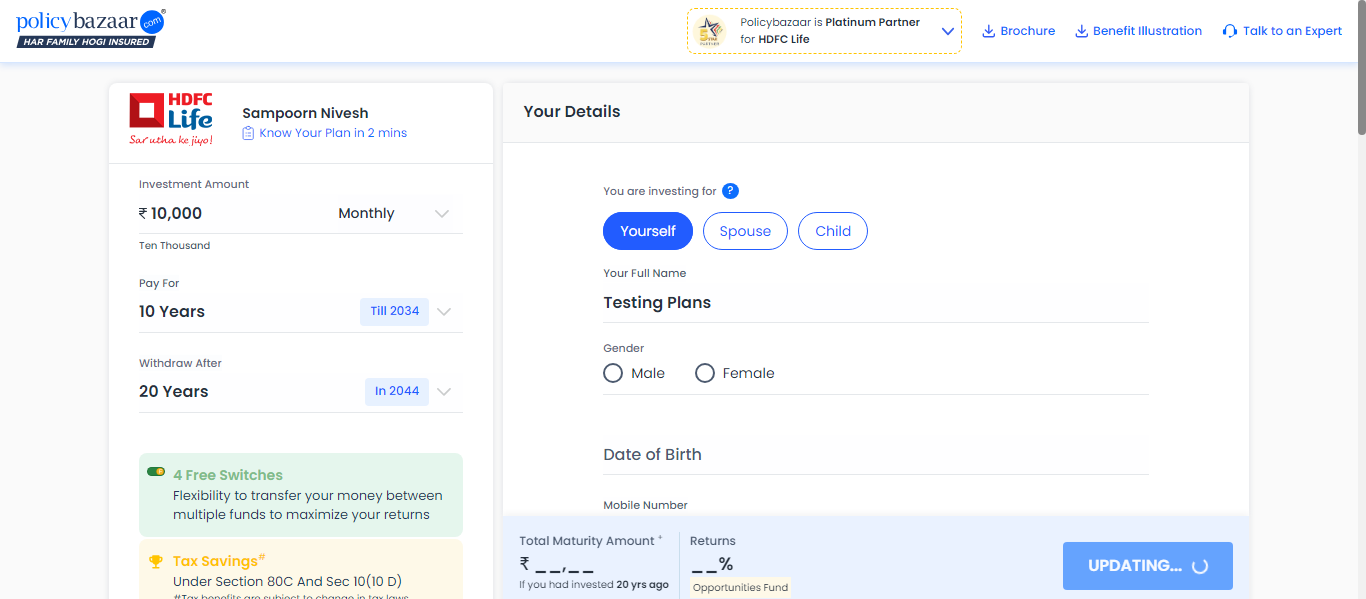 policybazaar.com
HAR FAMILY HOGI INSURED
5 STAR
PARTNER
Policybazaar is Platinum Partner
for HDFC Life
Brochure
Benefit Illustration
Talk to an Expert
HDFC
Life
Sar utha ke jiyo!
Sampoorn Nivesh
Know Your Plan in 2 mins
Investment Amount
₹ 10,000 Monthly
Ten Thousand
Pay For
10 Years Till 2034
Withdraw After
20 Years In 2044
4 Free Switches
Flexibility to transfer your money between
multiple funds to maximize your returns
Tax Savings#
Under Section 80C And Sec 10(10 D)
#Tax benefits are subject to change in tax laws
Your Details
You are investing for ?
Yourself Spouse Child
Your Full Name
Testing Plans
Gender
Male Female
Date of Birth
Mobile Number
Total Maturity Amount +
₹ _ _,_ _
If you had invested 20 yrs ago
Returns
_ _%
Opportunities Fund
UPDATING...